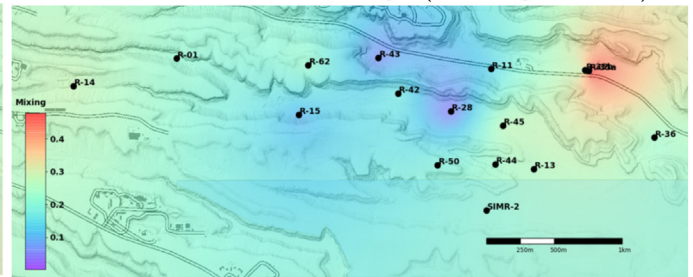 R-01
R-62
R-43
R-11
R-14
R-42
Mixing
R-15
R-28
R-45
0.4
R-36
0.3
R-50
R-44
R-13
0.2
SIMR-2
0.1
250m
500m
1km